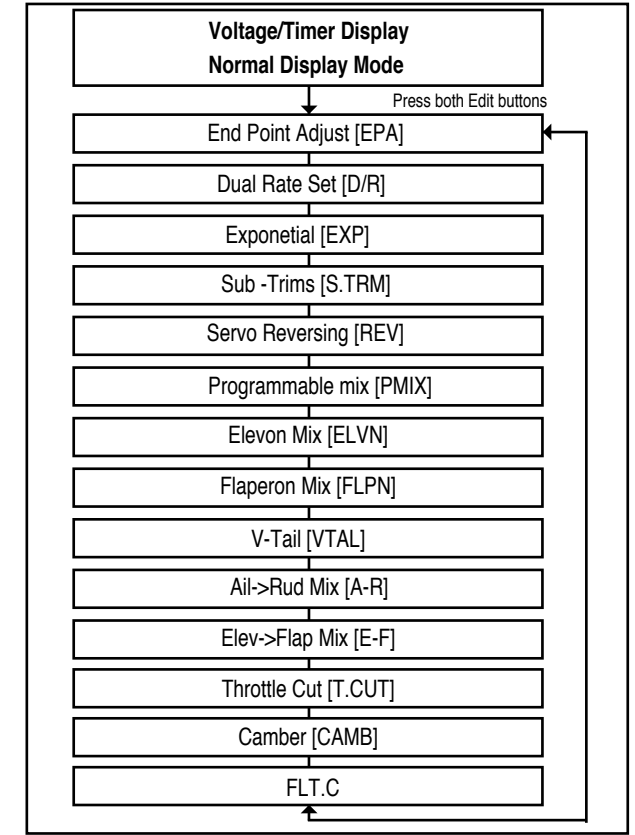 Voltage/Timer Display
Normal Display Mode
Press both Edit buttons
End Point Adjust [EPA]
Dual Rate Set [D/R]
Exponetial [EXP]
Sub -Trims [S.TRM]
Servo Reversing [REV]
Programmable mix [PMIX]
Elevon Mix [ELVN]
Flaperon Mix [FLPN]
V-Tail [VTAL]
Ail->Rud Mix [A-R]
Elev->Flap Mix [E-F]
Throttle Cut [T.CUT]
Camber [CAMB]
FLT.C